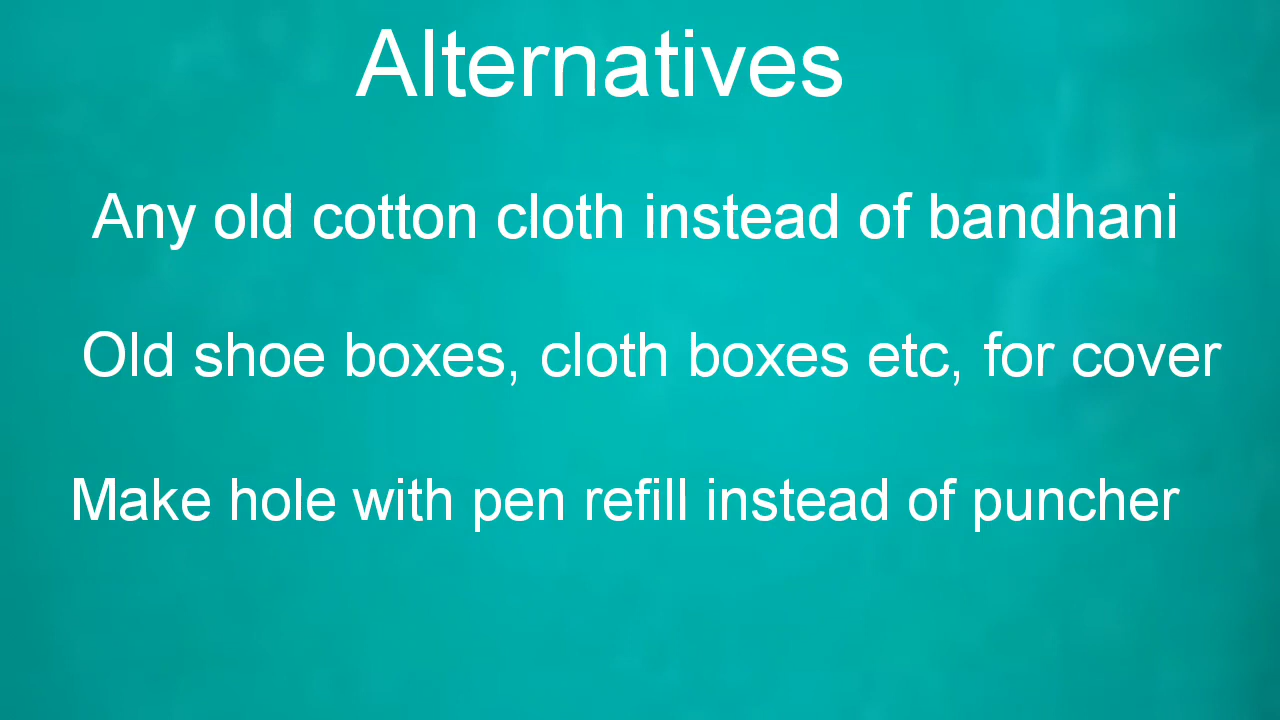 Alternatives
Any old cotton cloth instead of bandhani
Old shoe boxes, cloth boxes etc, for cover
Make hole with pen refill instead of puncher